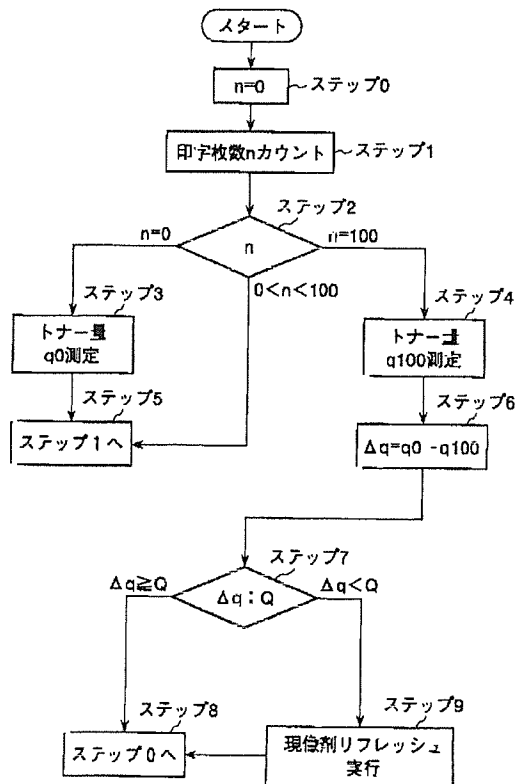 スタート
n=0
ステップ0
印字枚数nカウント
ステップ1
ステップ2
n=0
n
n=100
0<n<100
ステップ3
ステップ4
トナー量
q0測定
トナー量
q100測定
ステップ5
ステップ6
ステップ1へ
Δq=q0 -q100
ステップ7
Δq≧Q
Δq:Q
Δq<Q
ステップ8
ステップ9
ステップ0へ
現像剤リフレッシュ
実行